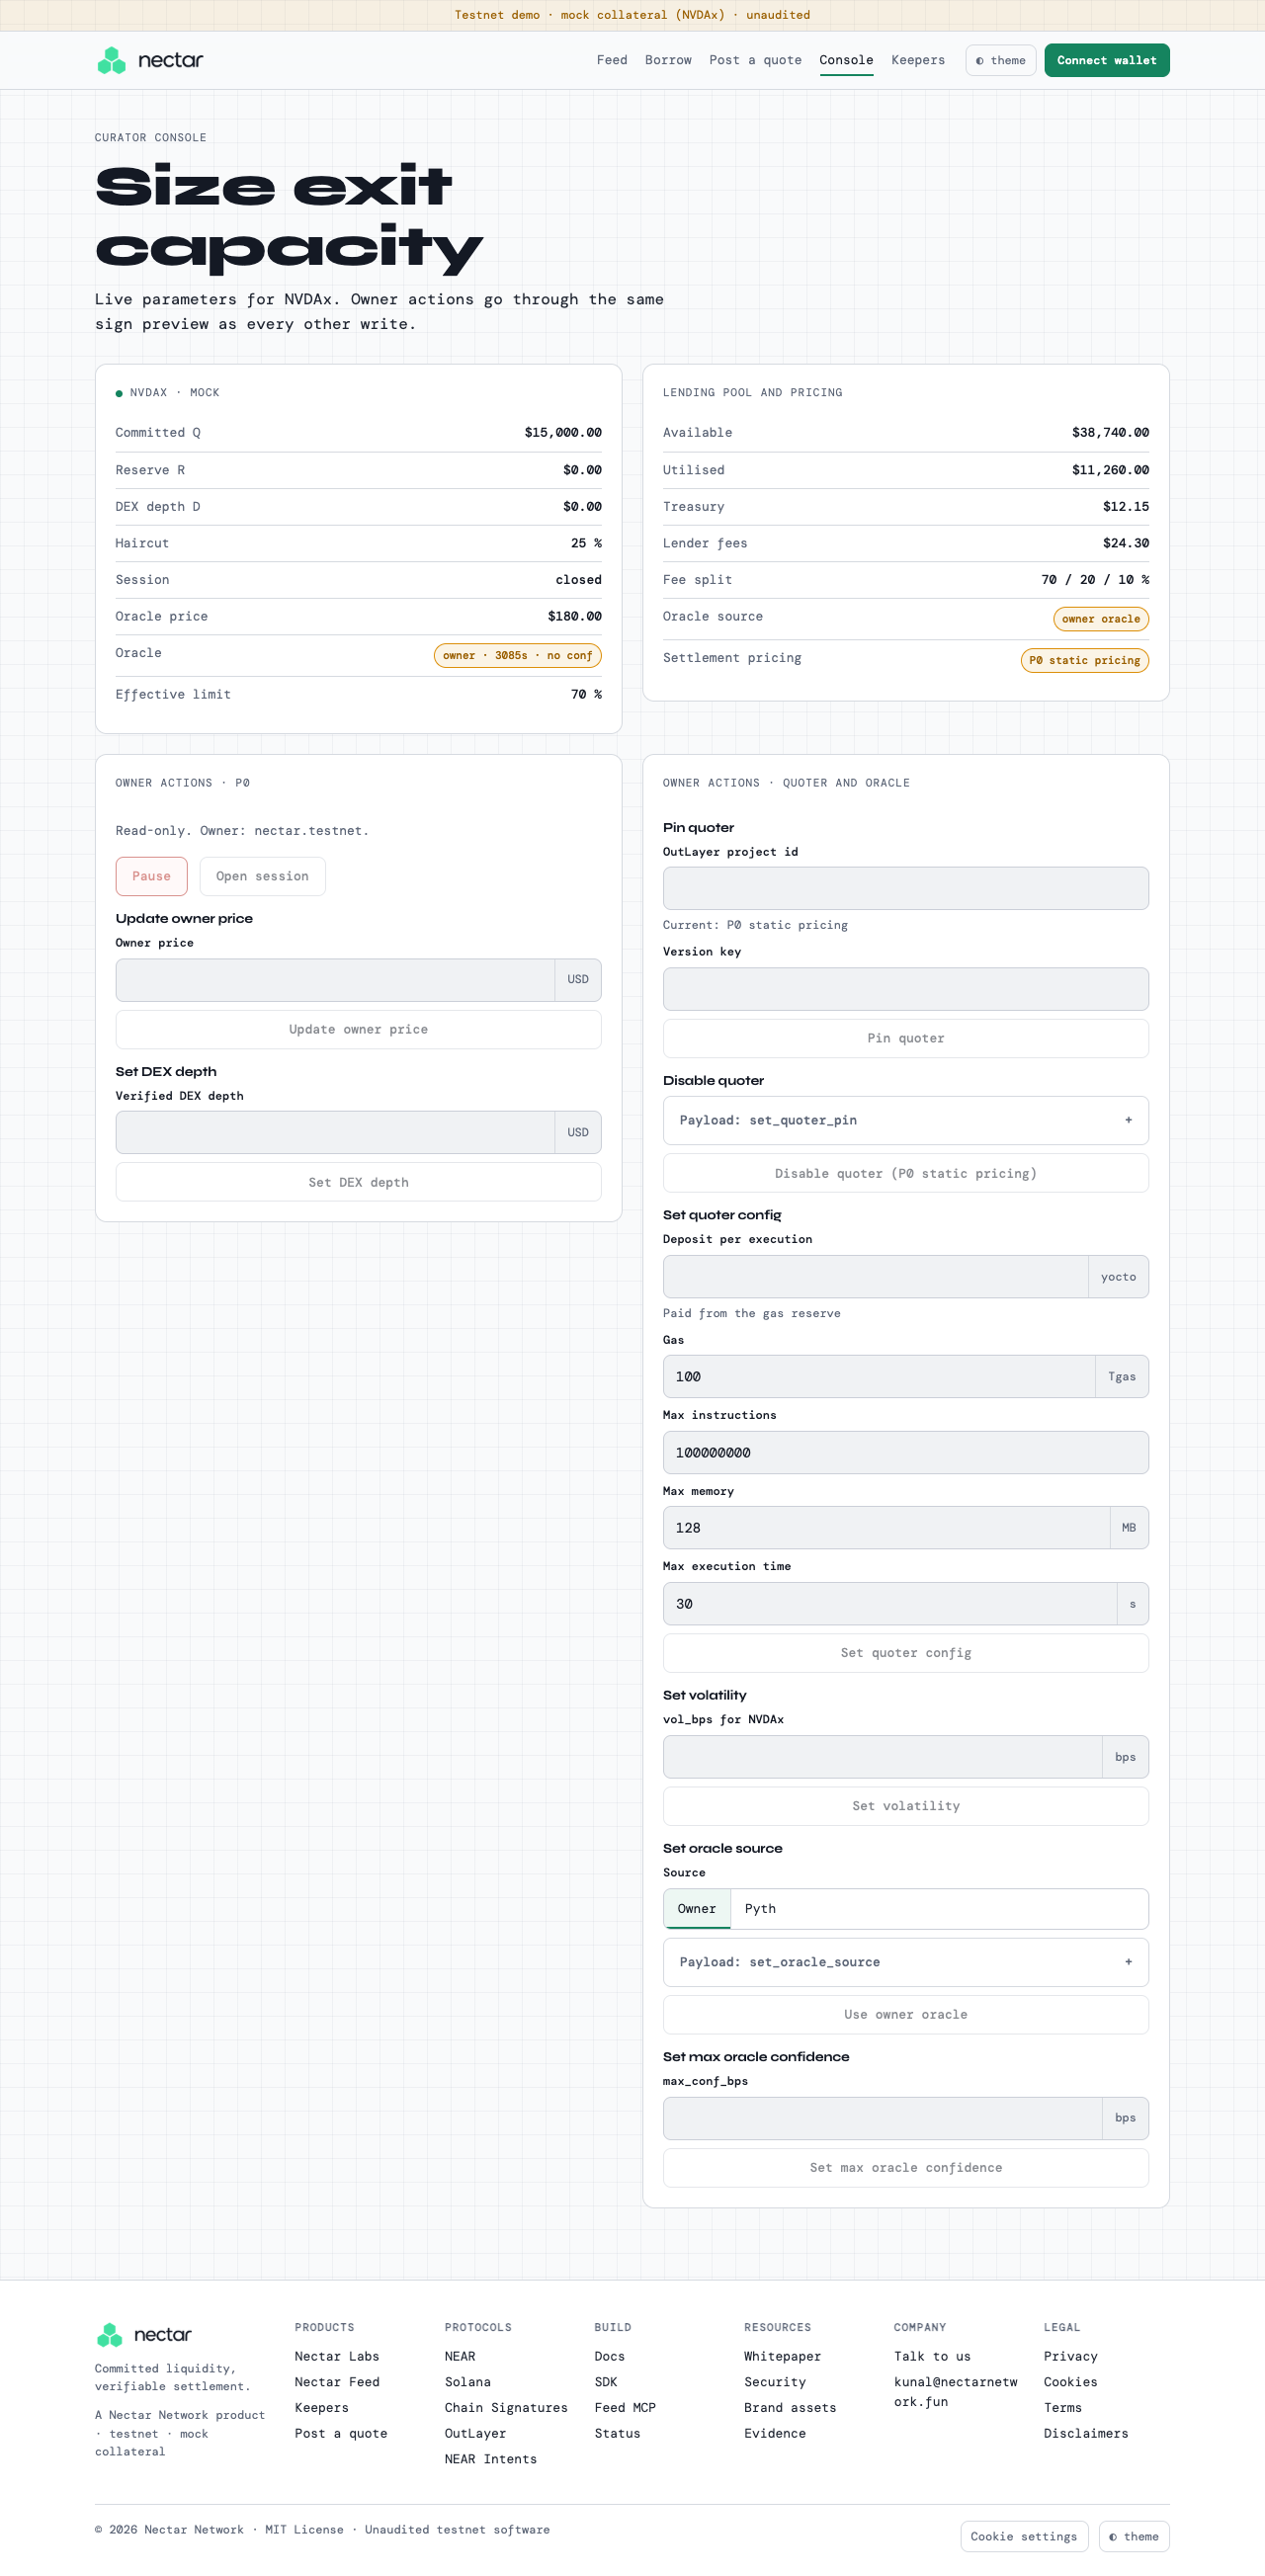 Testnet demo · mock collateral (NVDAx) · unaudited
nectar
Feed Borrow Post a quote Console Keepers ◐ theme Connect wallet
CURATOR CONSOLE
Size exit
capacity
Live parameters for NVDAx. Owner actions go through the same
sign preview as every other write.
NVDAX · MOCK
Committed Q $15,000.00
Reserve R $0.00
DEX depth D $0.00
Haircut 25 %
Session closed
Oracle price $180.00
Oracle owner · 3085s · no conf
Effective limit 70 %
LENDING POOL AND PRICING
Available $38,740.00
Utilised $11,260.00
Treasury $12.15
Lender fees $24.30
Fee split 70 / 20 / 10 %
Oracle source owner oracle
Settlement pricing P0 static pricing
OWNER ACTIONS · P0
Read-only. Owner: nectar.testnet.
Pause Open session
Update owner price
Owner price
USD
Update owner price
Set DEX depth
Verified DEX depth
USD
Set DEX depth
OWNER ACTIONS · QUOTER AND ORACLE
Pin quoter
OutLayer project id
Current: P0 static pricing
Version key
Pin quoter
Disable quoter
Payload: set_quoter_pin +
Disable quoter (P0 static pricing)
Set quoter config
Deposit per execution
yocto
Paid from the gas reserve
Gas
100 Tgas
Max instructions
100000000
Max memory
128 MB
Max execution time
30 s
Set quoter config
Set volatility
vol_bps for NVDAx
bps
Set volatility
Set oracle source
Source
Owner Pyth
Payload: set_oracle_source +
Use owner oracle
Set max oracle confidence
max_conf_bps
bps
Set max oracle confidence
nectar
Committed liquidity,
verifiable settlement.
A Nectar Network product
· testnet · mock
collateral
PRODUCTS
Nectar Labs
Nectar Feed
Keepers
Post a quote
PROTOCOLS
NEAR
Solana
Chain Signatures
OutLayer
NEAR Intents
BUILD
Docs
SDK
Feed MCP
Status
RESOURCES
Whitepaper
Security
Brand assets
Evidence
COMPANY
Talk to us
kunal@nectarnetw
ork.fun
LEGAL
Privacy
Cookies
Terms
Disclaimers
© 2026 Nectar Network · MIT License · Unaudited testnet software
Cookie settings ◐ theme